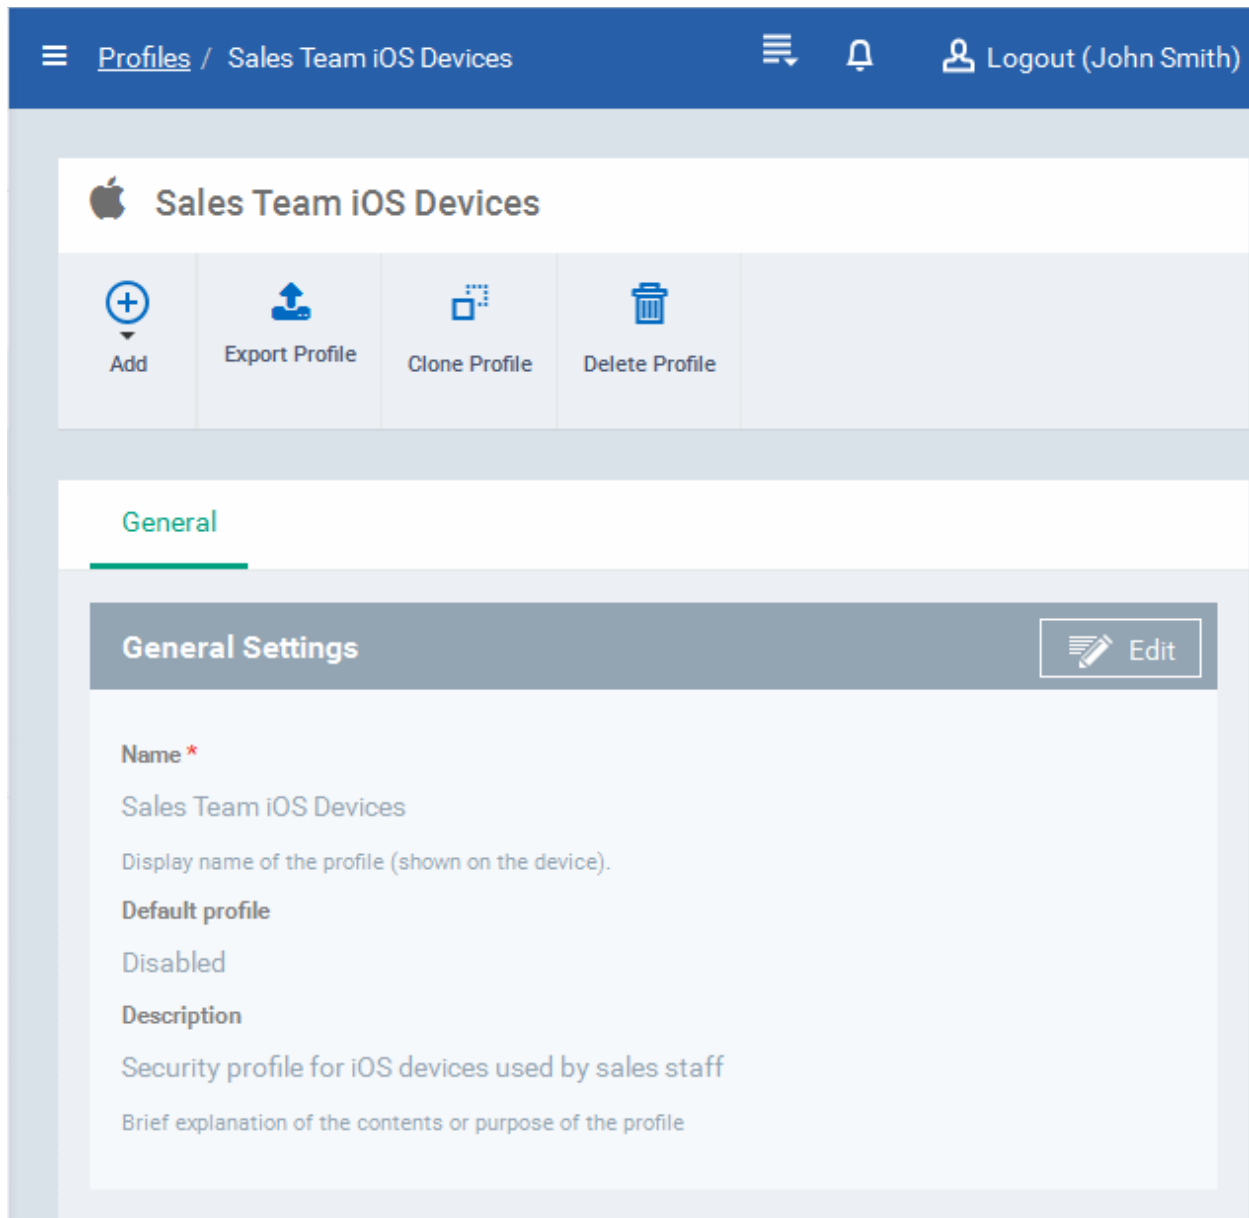 Profiles / Sales Team iOS Devices Logout (John Smith)
Sales Team iOS Devices
Add Export Profile Clone Profile Delete Profile
General
General Settings Edit
Name *
Sales Team iOS Devices
Display name of the profile (shown on the device).
Default profile
Disabled
Description
Security profile for iOS devices used by sales staff
Brief explanation of the contents or purpose of the profile